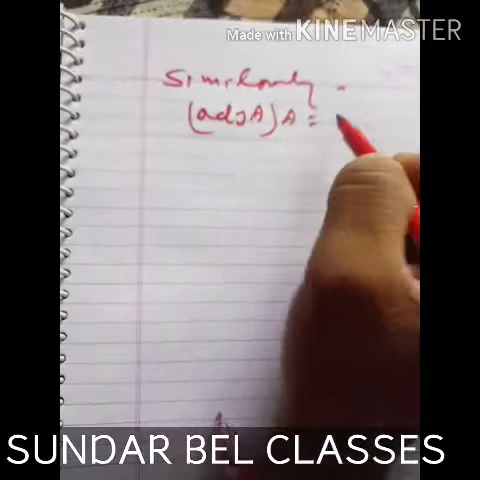 Made with KINEMASTER
Similarly -
(adjA)A =
SUNDAR BEL CLASSES